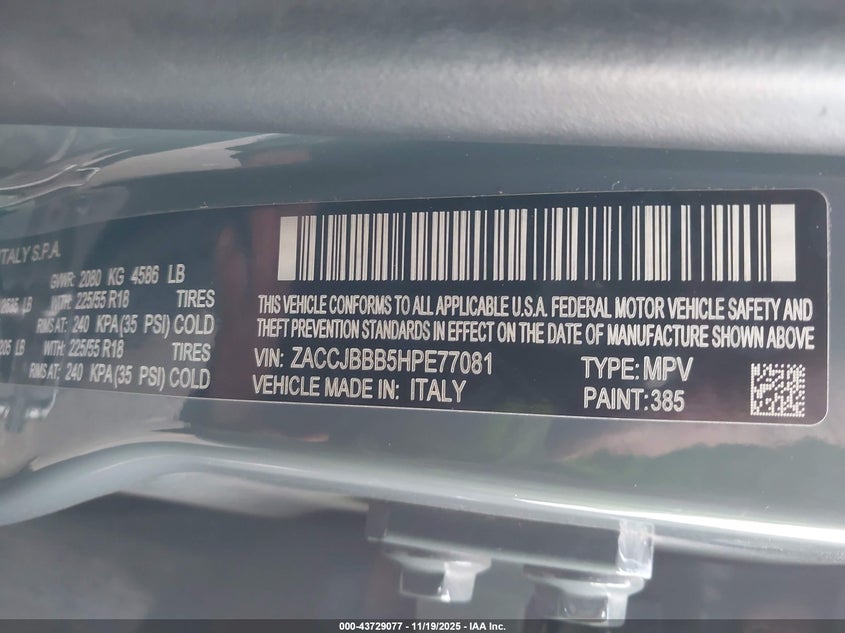 ITALY S.P.A.
GVWR: 2080 KG 4586 LB
LB WITH: 225/55 R18 TIRES
RIMS AT: 240 KPA(35 PSI) COLD
LB WITH: 225/55 R18 TIRES
RIMS AT: 240 KPA(35 PSI) COLD
THIS VEHICLE CONFORMS TO ALL APPLICABLE U.S.A. FEDERAL MOTOR VEHICLE SAFETY AND
THEFT PREVENTION STANDARDS IN EFFECT ON THE DATE OF MANUFACTURE SHOWN ABOVE
VIN: ZACCJBBB5HPE77081 TYPE: MPV
VEHICLE MADE IN: ITALY PAINT: 385
000-43729077 - 11/19/2025 - IAA Inc.